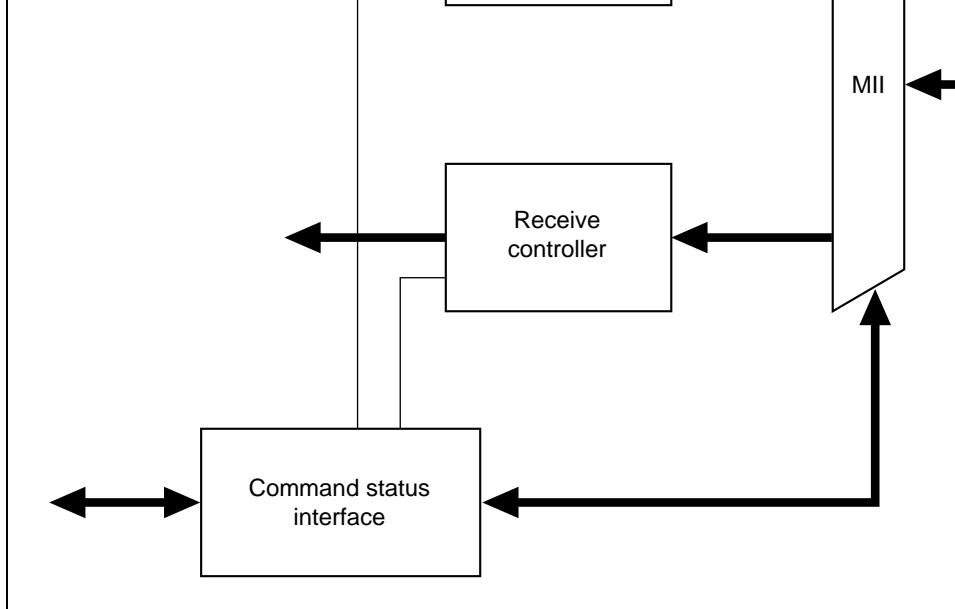 MII
Receive
controller
Command status
interface